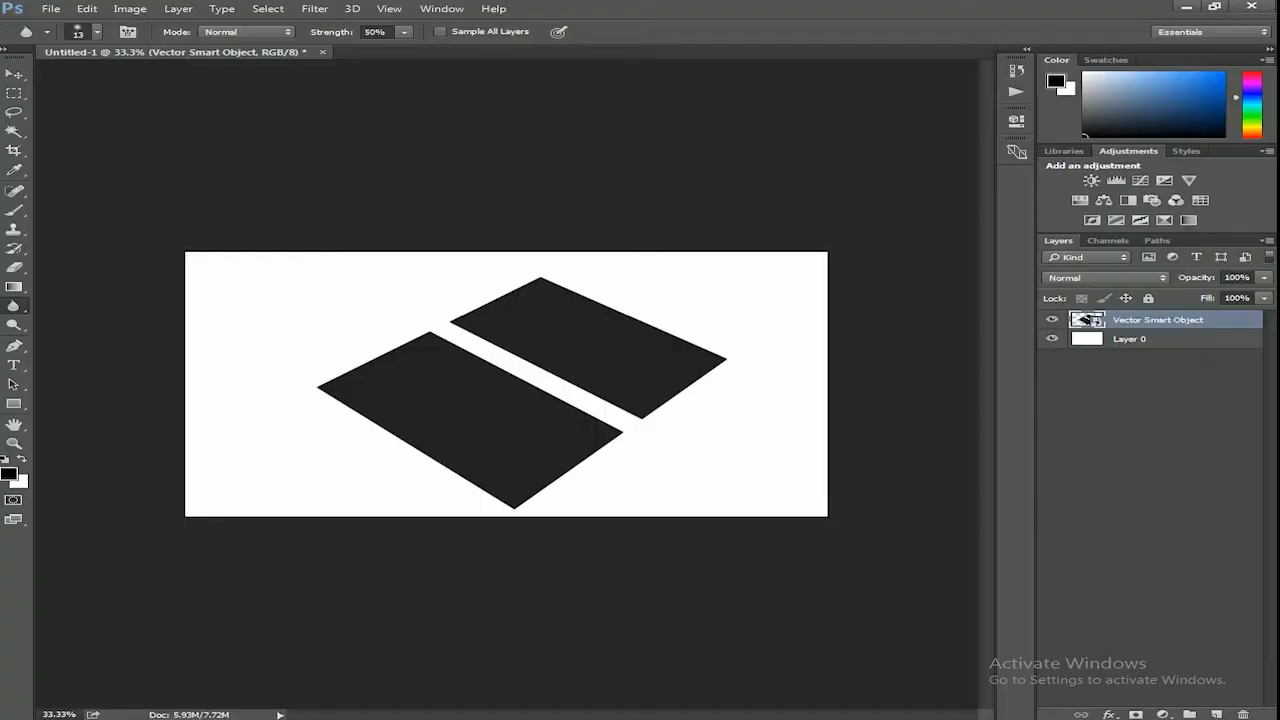 Ps File Edit Image Layer Type Select Filter 3D View Window Help
13 Mode: Normal Strength: 50% Sample All Layers Essentials
Untitled-1 @ 33.3% (Vector Smart Object, RGB/8) * ×
Color Swatches
Libraries Adjustments Styles
Add an adjustment
Layers Channels Paths
Kind
Normal Opacity: 100%
Lock: Fill: 100%
Vector Smart Object
Layer 0
Activate Windows
Go to Settings to activate Windows.
33.33% Doc: 5.93M/7.72M